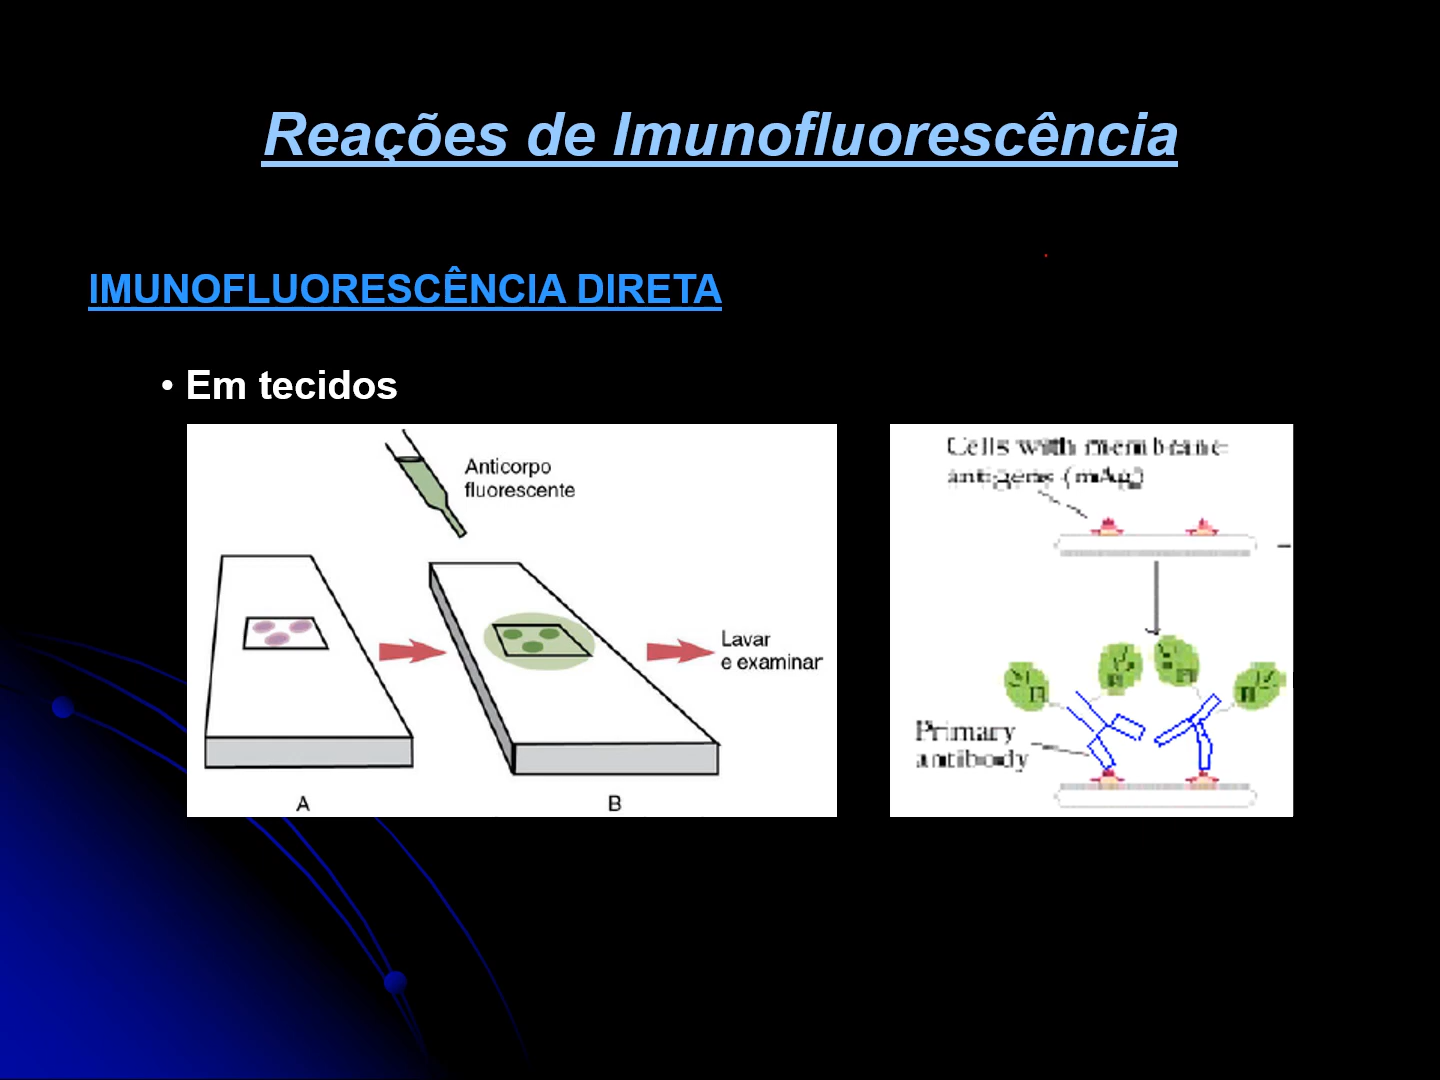 Reações de Imunofluorescência
IMUNOFLUORESCÊNCIA DIRETA
• Em tecidos
Anticorpo
fluorescente
Lavar
e examinar
A
B
Cells with membrane
antigens (mAg)
Primary
antibody